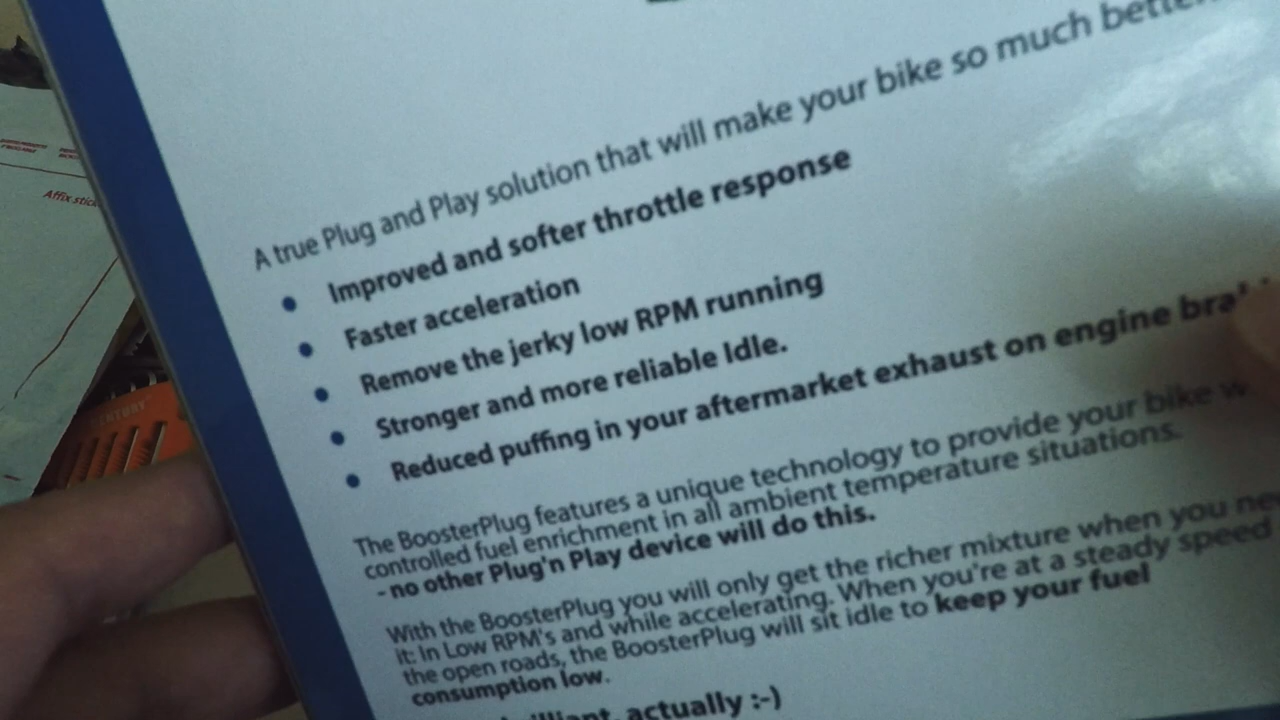 A true Plug and Play solution that will make your bike so much better
• Improved and softer throttle response
• Faster acceleration
• Remove the jerky low RPM running
• Stronger and more reliable Idle.
• Reduced puffing in your aftermarket exhaust on engine
The BoosterPlug features a unique technology to provide your bike
controlled fuel enrichment in all ambient temperature situations.
- no other Plug'n Play device will do this.
With the BoosterPlug you will only get the richer mixture when you
it: In Low RPM's and while accelerating. When you're at a steady speed
the open roads, the BoosterPlug will sit idle to keep your fuel
consumption low.
actually :-)
Affix